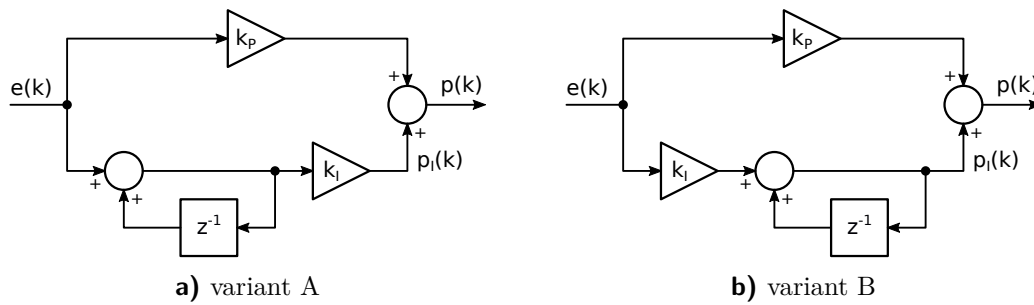 k_P
e(k)
+
p(k)
+
p_I(k)
k_I
+
+
z⁻¹
a) variant A
k_P
e(k)
+
p(k)
+
p_I(k)
k_I
+
+
z⁻¹
b) variant B